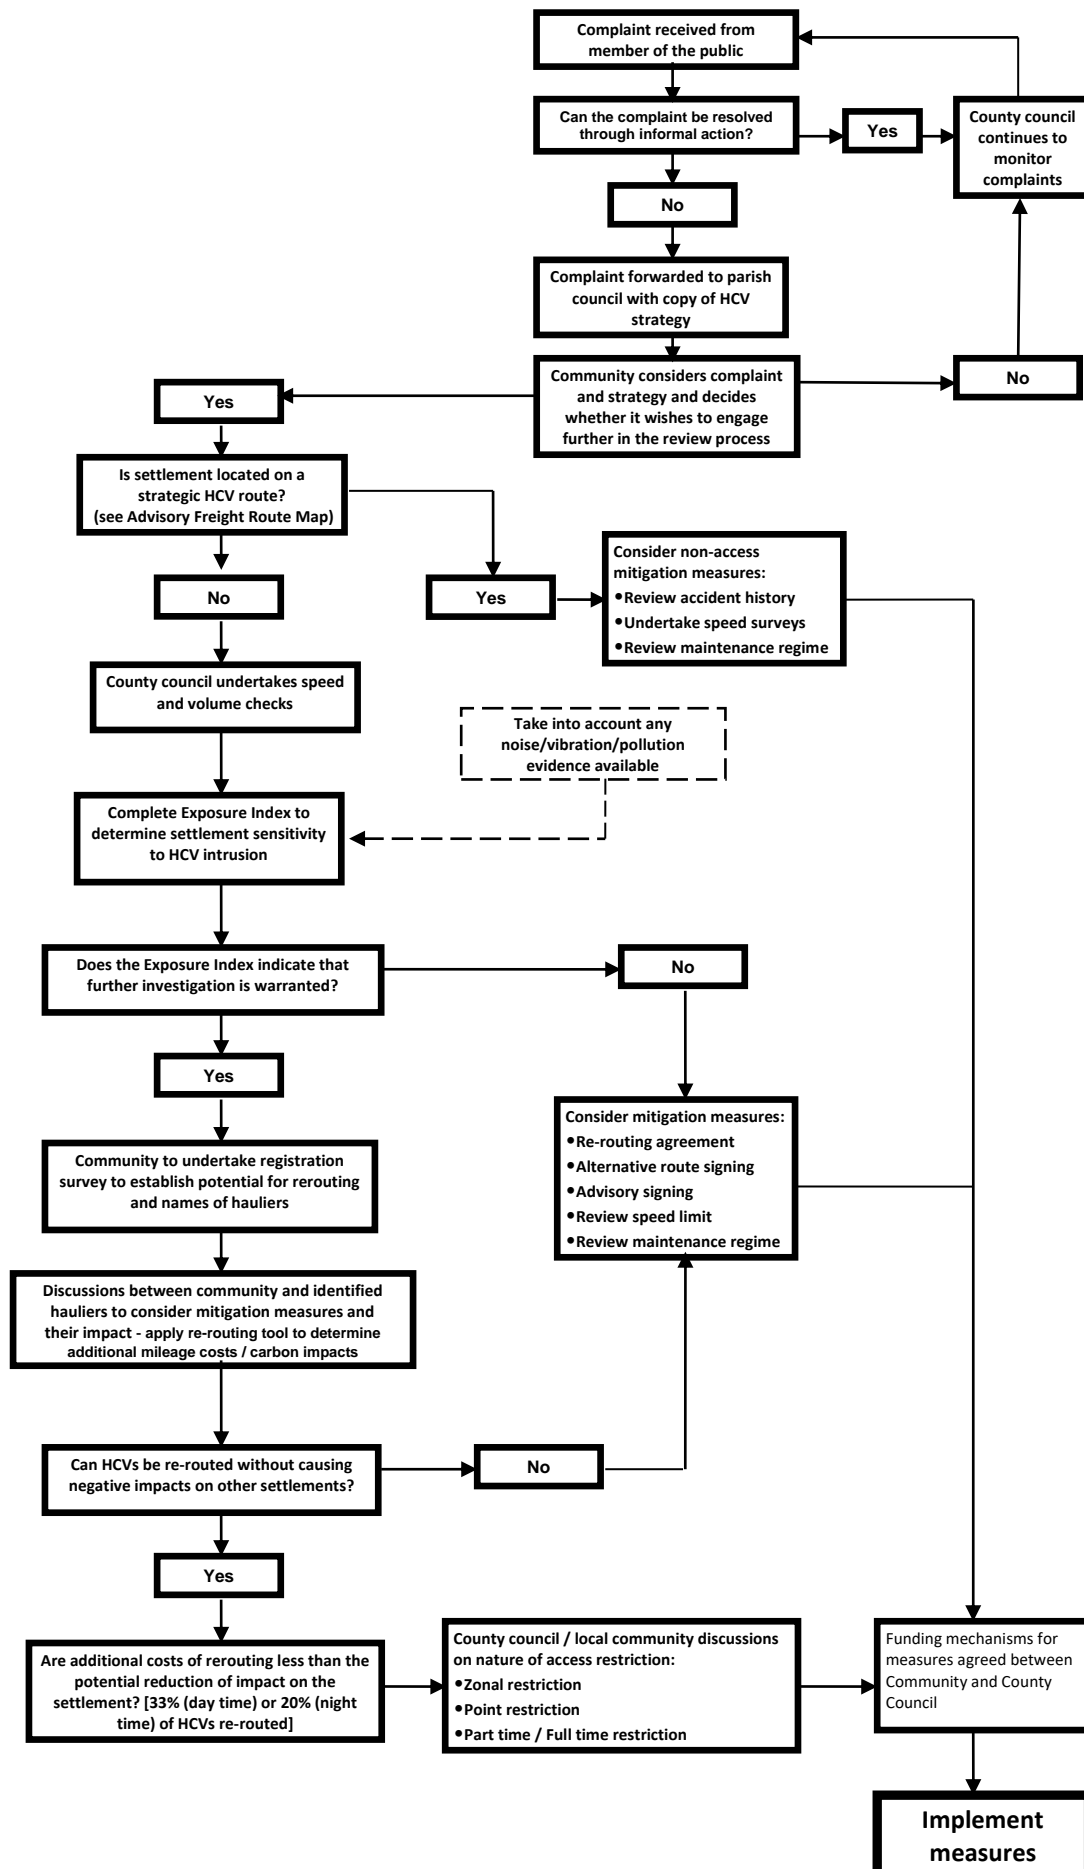 Complaint received from
member of the public
Can the complaint be resolved
through informal action?
Yes
County council
continues to
monitor
complaints
No
Complaint forwarded to parish
council with copy of HCV
strategy
Community considers complaint
and strategy and decides
whether it wishes to engage
further in the review process
No
Yes
Is settlement located on a
strategic HCV route?
(see Advisory Freight Route Map)
No
Yes
Consider non-access
mitigation measures:
•Review accident history
•Undertake speed surveys
•Review maintenance regime
County council undertakes speed
and volume checks
Take into account any
noise/vibration/pollution
evidence available
Complete Exposure Index to
determine settlement sensitivity
to HCV intrusion
Does the Exposure Index indicate that
further investigation is warranted?
No
Yes
Consider mitigation measures:
•Re-routing agreement
•Alternative route signing
•Advisory signing
•Review speed limit
•Review maintenance regime
Community to undertake registration
survey to establish potential for rerouting
and names of hauliers
Discussions between community and identified
hauliers to consider mitigation measures and
their impact - apply re-routing tool to determine
additional mileage costs / carbon impacts
Can HCVs be re-routed without causing
negative impacts on other settlements?
No
Yes
Are additional costs of rerouting less than the
potential reduction of impact on the
settlement? [33% (day time) or 20% (night
time) of HCVs re-routed]
County council / local community discussions
on nature of access restriction:
•Zonal restriction
•Point restriction
•Part time / Full time restriction
Funding mechanisms for
measures agreed between
Community and County
Council
Implement
measures